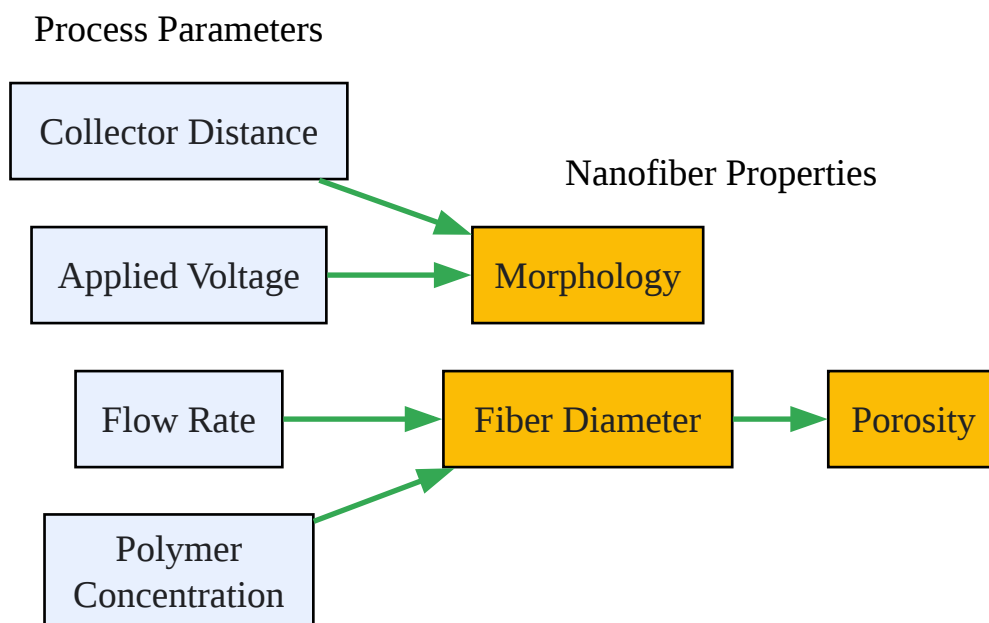 Process Parameters
Collector Distance
Nanofiber Properties
Applied Voltage
Morphology
Flow Rate
Fiber Diameter
Porosity
Polymer
Concentration